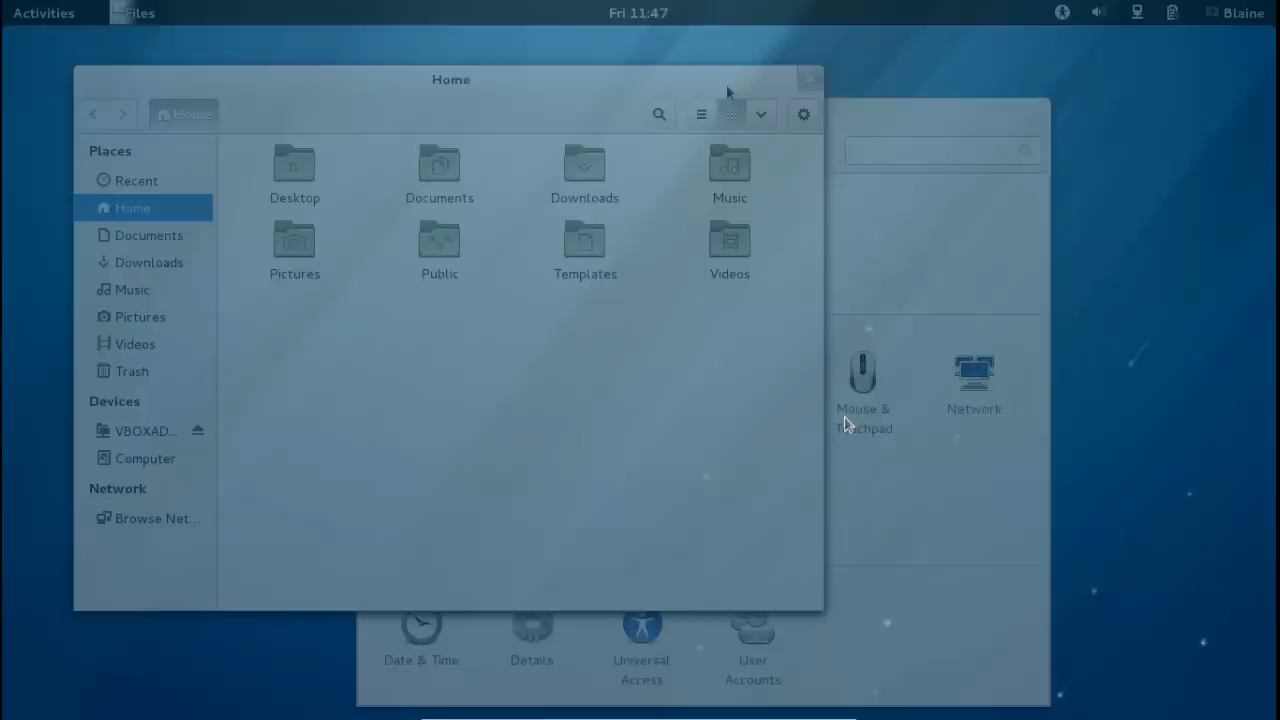 Activities
Files
Fri 11:47
Blaine
Home
Home
Places
Recent
Home
Documents
Downloads
Music
Pictures
Videos
Trash
Devices
VBOXAD...
Computer
Network
Browse Net...
Desktop
Documents
Downloads
Music
Pictures
Public
Templates
Videos
Mouse &
Touchpad
Network
Date & Time
Details
Universal
Access
User
Accounts